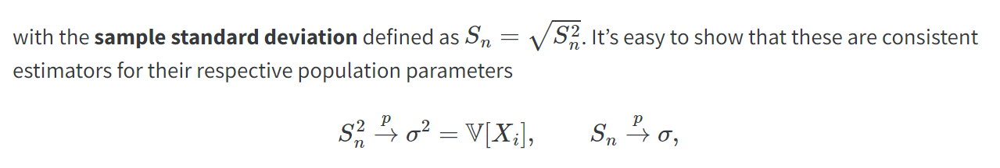 with the sample standard deviation defined as $S_n = \sqrt{S_n^2}$. It’s easy to show that these are consistent
estimators for their respective population parameters
$S_n^2 \xrightarrow{p} \sigma^2 = \mathbb{V}[X_i], \qquad S_n \xrightarrow{p} \sigma,$